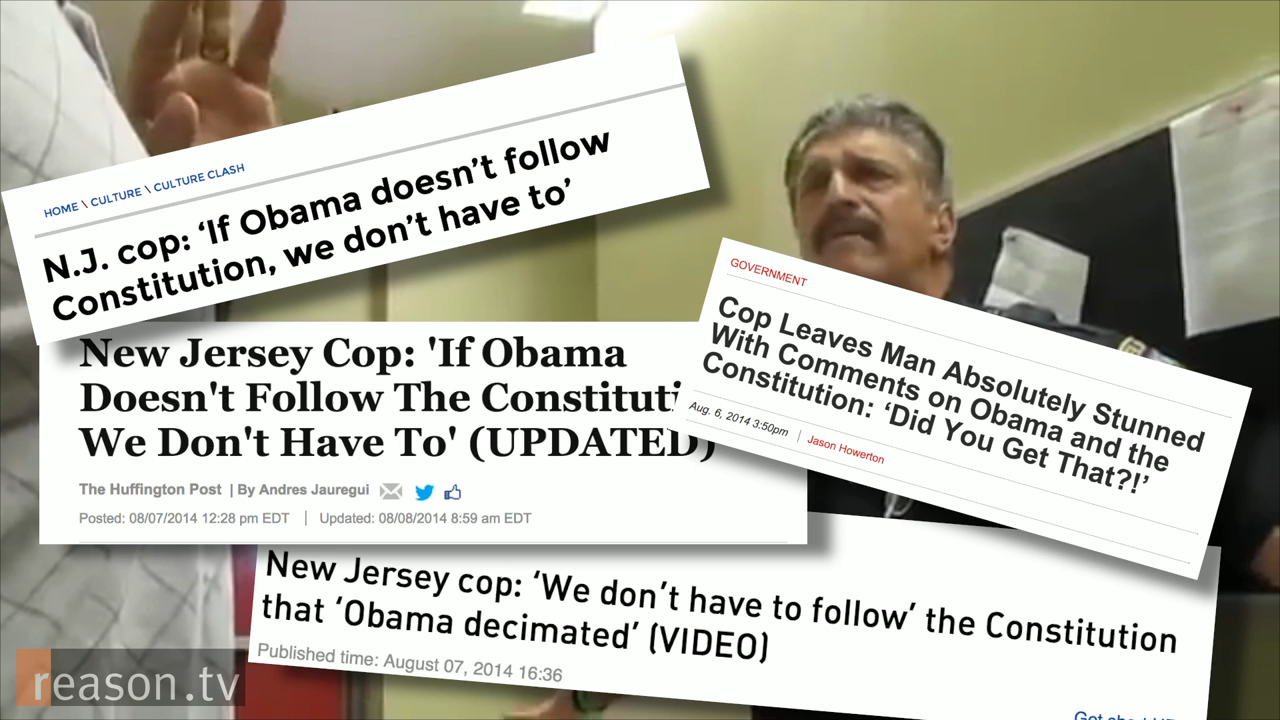 HOME \ CULTURE \ CULTURE CLASH
N.J. cop: ‘If Obama doesn’t follow
Constitution, we don’t have to’
New Jersey Cop: 'If Obama
Doesn't Follow The
We Don't Have To' (UPDATED)
The Huffington Post | By Andres Jauregui
Posted: 08/07/2014 12:28 pm EDT | Updated: 08/08/2014 8:59 am EDT
GOVERNMENT
Cop Leaves Man Absolutely Stunned
With Comments on Obama and the
Constitution: ‘Did You Get That?!’
Aug. 6, 2014 3:50pm | Jason Howerton
New Jersey cop: ‘We don’t have to follow’ the Constitution
that ‘Obama decimated’ (VIDEO)
Published time: August 07, 2014 16:36
reason.tv